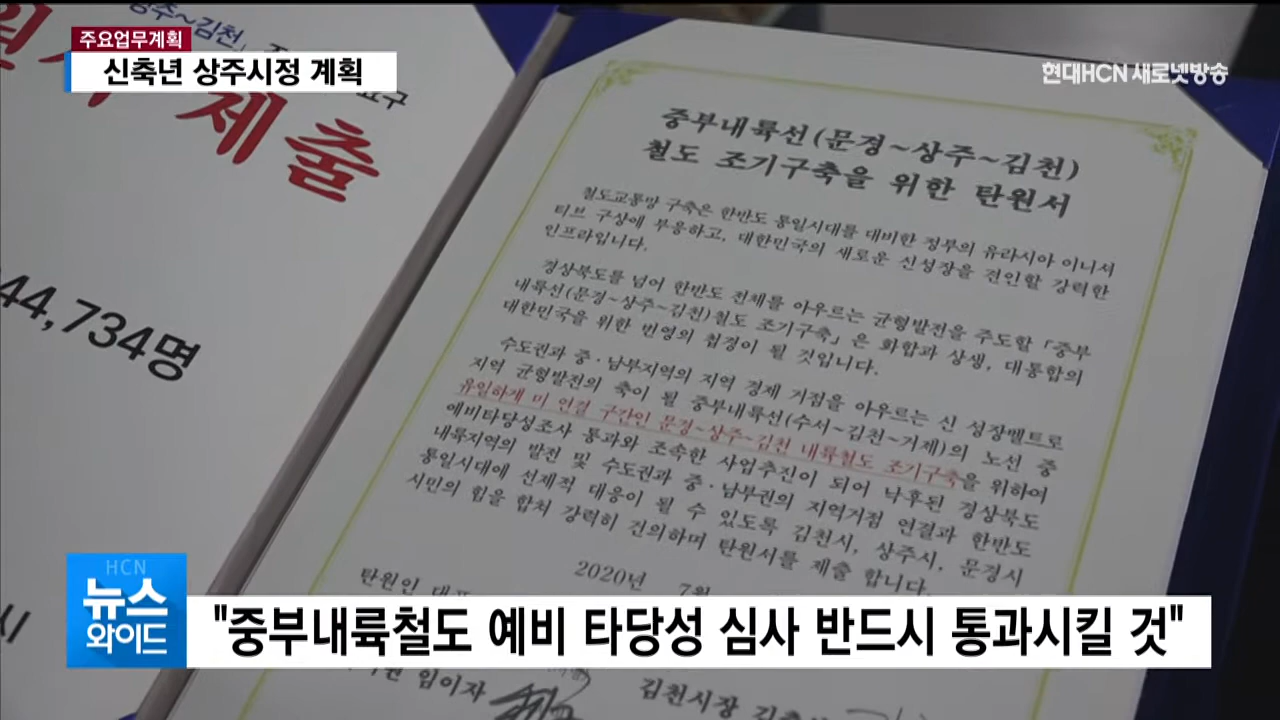 주요업무계획
신축년 상주시정 계획
현대HCN 새로넷방송
상주~김천」
제출
44,734명
시
중부내륙선(문경~상주~김천)
철도 조기구축을 위한 탄원서
철도교통망 구축은 한반도 통일시대를 대비한 정부의 유라시아 이니셔
티브 구상에 부응하고, 대한민국의 새로운 신성장을 견인할 강력한
인프라입니다.
경상북도를 넘어 한반도 전체를 아우르는 균형발전을 주도할 「중부
내륙선(문경~상주~김천)철도 조기구축」은 화합과 상생, 대통합의
대한민국을 위한 번영의 첩경이 될 것입니다.
수도권과 중·남부지역의 지역 경제 거점을 아우르는 신 성장벨트로
지역 균형발전의 축이 될 중부내륙선(수서~김천~거제)의 노선 중
유일하게 미 연결 구간인 문경~상주~김천 내륙철도 조기구축을 위하여
예비타당성조사 통과와 조속한 사업추진이 되어 낙후된 경상북도
내륙지역의 발전 및 수도권과 중·남부권의 지역거점 연결과 한반도
통일시대에 선제적 대응이 될 수 있도록 김천시, 상주시, 문경시
시민의 힘을 합쳐 강력히 건의하며 탄원서를 제출 합니다.
2020년 7월
탄원인 대표
임이자
김천시장
HCN
뉴스
와이드
"중부내륙철도 예비 타당성 심사 반드시 통과시킬 것"